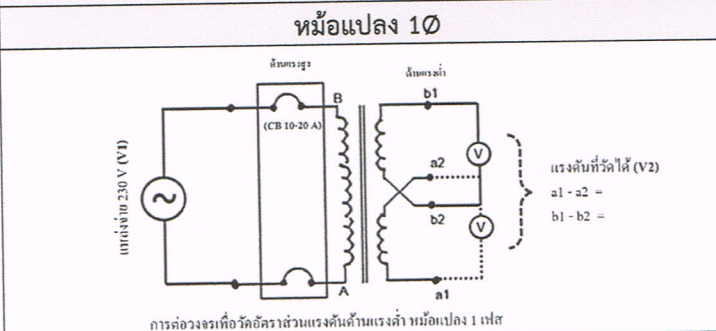 หม้อแปลง 1Ø
ด้านแรงสูง
ด้านแรงต่ำ
B
b1
(CB 10-20 A)
แหล่งจ่าย 230 V (V1)
V
a2
แรงดันที่วัดได้ (V2)
a1 - a2 =
b2
V
b1 - b2 =
A
a1
การต่อวงจรเพื่อวัดอัตราส่วนแรงดันด้านแรงต่ำ หม้อแปลง 1 เฟส